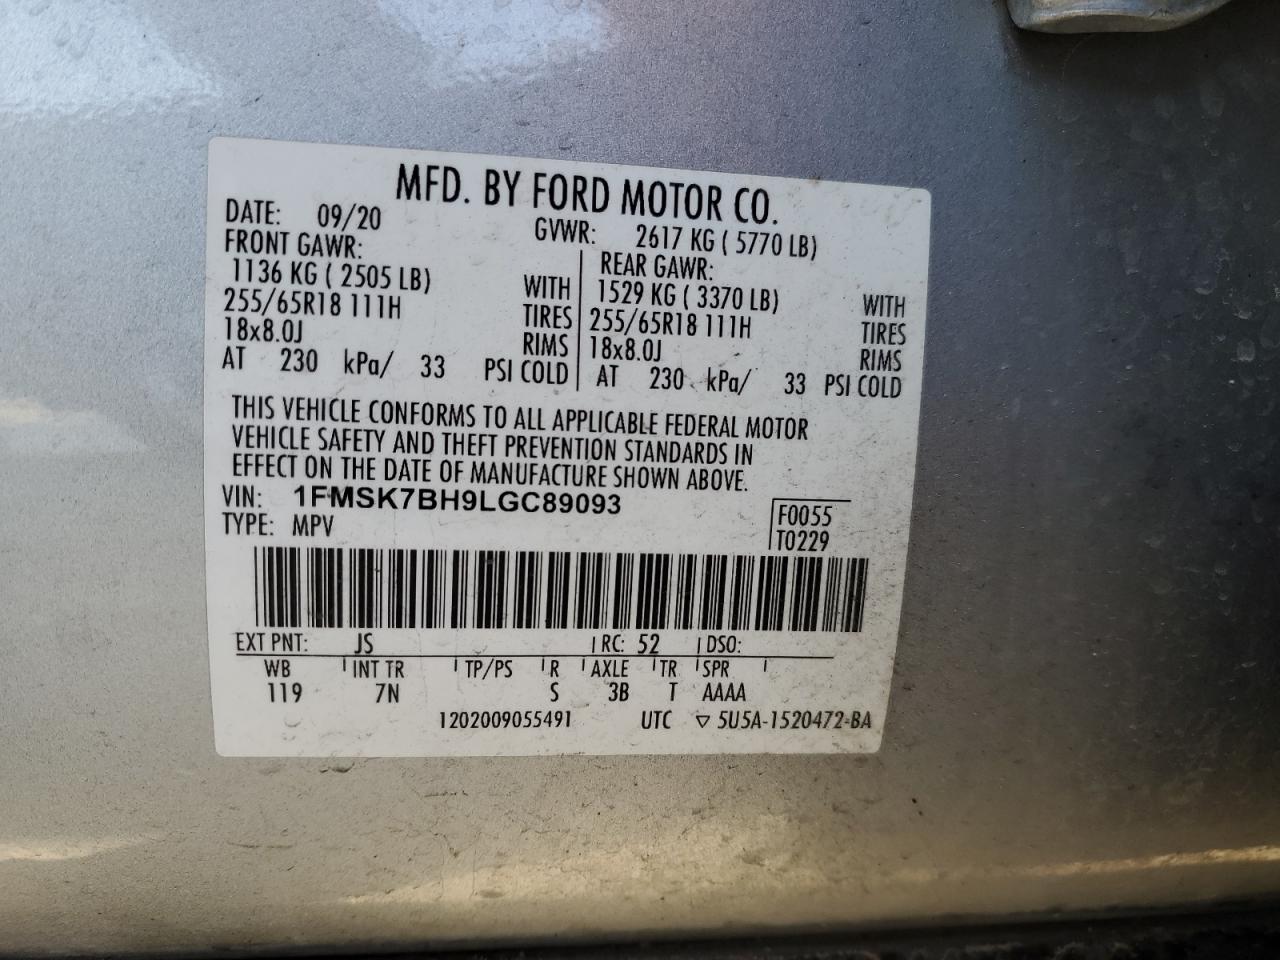 MFD. BY FORD MOTOR CO.
DATE: 09/20 GVWR: 2617 KG ( 5770 LB)
FRONT GAWR:
1136 KG ( 2505 LB) WITH
255/65R18 111H TIRES
18x8.0J RIMS
AT 230 kPa/ 33 PSI COLD
REAR GAWR:
1529 KG ( 3370 LB) WITH
255/65R18 111H TIRES
18x8.0J RIMS
AT 230 kPa/ 33 PSI COLD
THIS VEHICLE CONFORMS TO ALL APPLICABLE FEDERAL MOTOR
VEHICLE SAFETY AND THEFT PREVENTION STANDARDS IN
EFFECT ON THE DATE OF MANUFACTURE SHOWN ABOVE.
VIN: 1FMSK7BH9LGC89093
TYPE: MPV
F0055
T0229
EXT PNT: JS RC: 52 DSO:
WB INT TR TP/PS R AXLE TR SPR
119 7N S 3B T AAAA
1202009055491 UTC ▽ 5U5A-1520472-BA